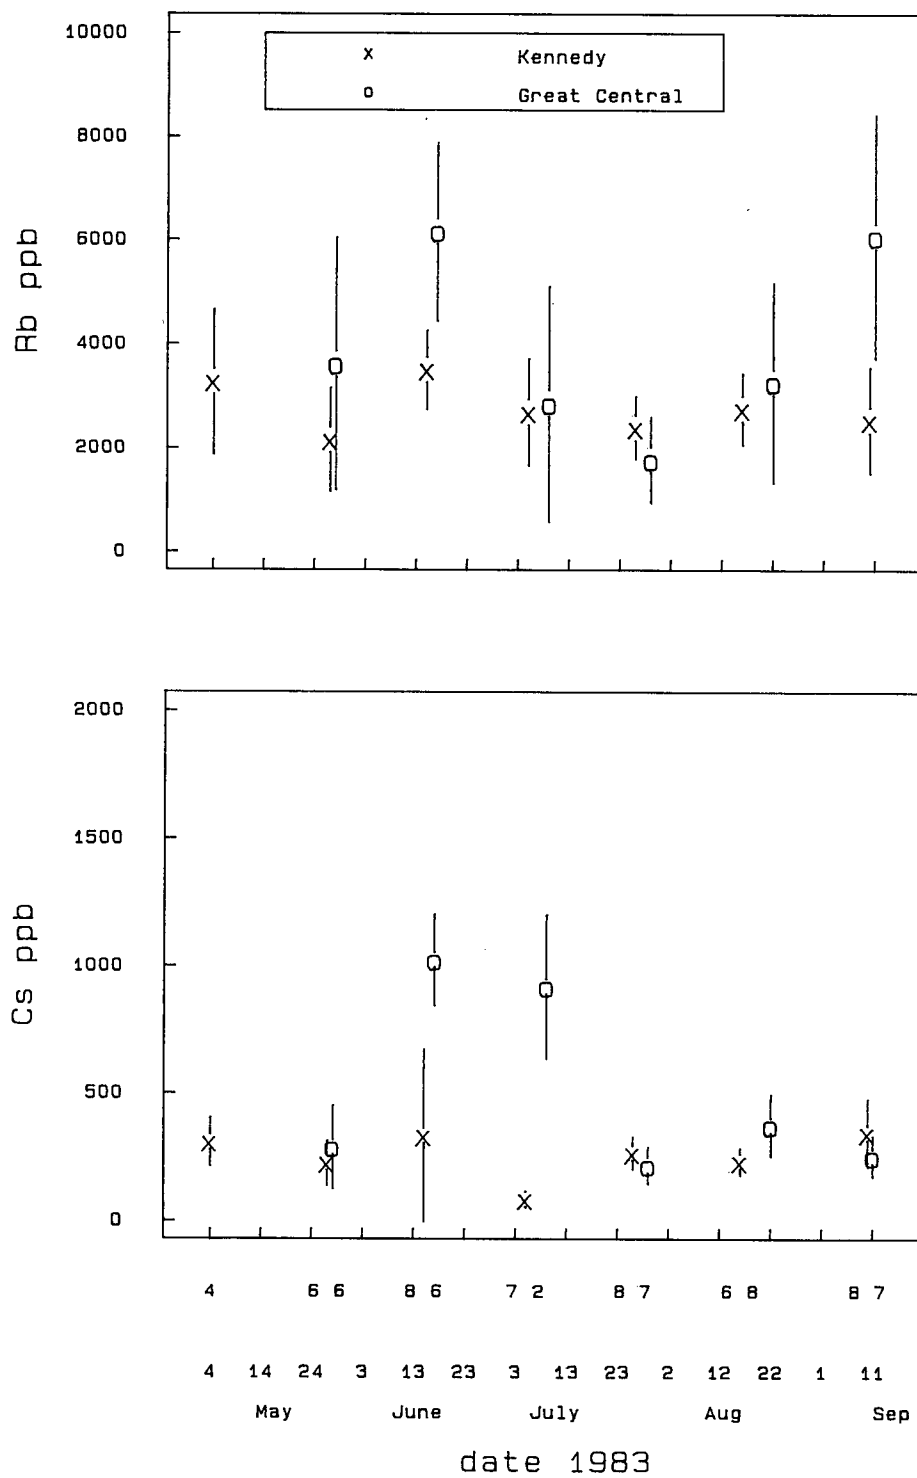 10000
x Kennedy
o Great Central
8000
6000
4000
2000
0
Rb ppb
2000
1500
1000
500
0
Cs ppb
4 6 6 8 6 7 2 8 7 6 8 8 7
4 14 24 3 13 23 3 13 23 2 12 22 1 11
May June July Aug Sep
date 1983